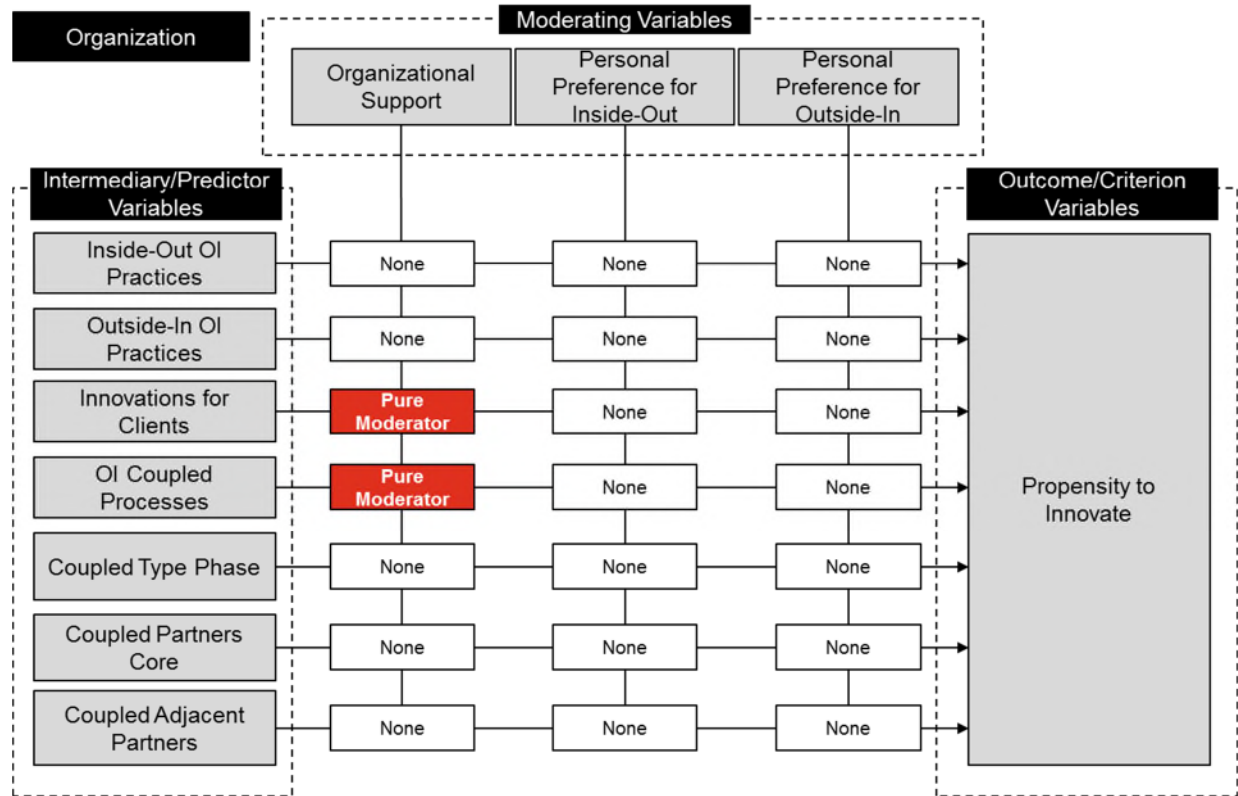 Organization
Moderating Variables
Organizational
Support
Personal
Preference for
Inside-Out
Personal
Preference for
Outside-In
Intermediary/Predictor
Variables
Outcome/Criterion
Variables
Inside-Out OI
Practices
None
None
None
Outside-In OI
Practices
None
None
None
Innovations for
Clients
Pure
Moderator
None
None
OI Coupled
Processes
Pure
Moderator
None
None
Propensity to
Innovate
Coupled Type Phase
None
None
None
Coupled Partners
Core
None
None
None
Coupled Adjacent
Partners
None
None
None